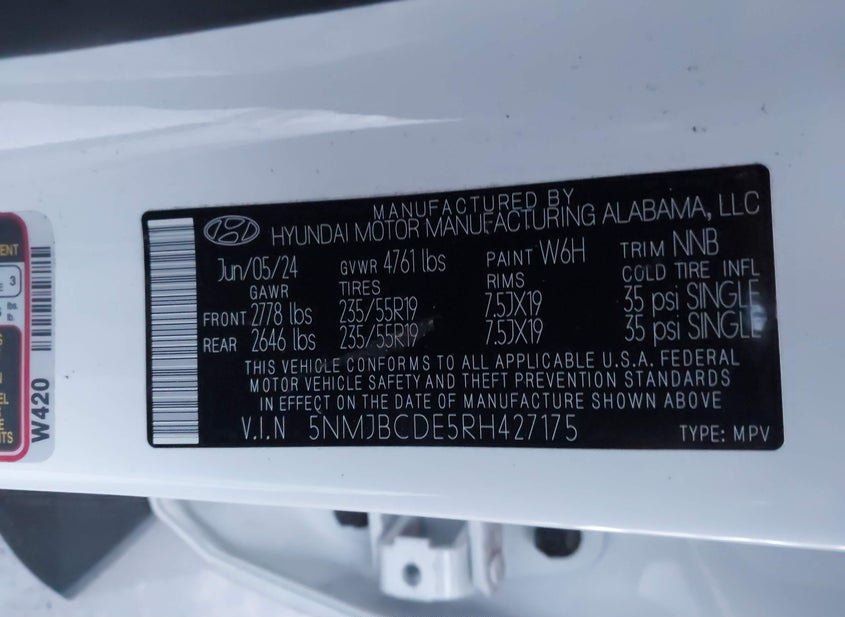 MANUFACTURED BY
HYUNDAI MOTOR MANUFACTURING ALABAMA, LLC
Jun/05/24 GVWR 4761 lbs PAINT W6H TRIM NNB
GAWR TIRES RIMS COLD TIRE INFL
FRONT 2778 lbs 235/55R19 7.5JX19 35 psi SINGLE
REAR 2646 lbs 235/55R19 7.5JX19 35 psi SINGLE
THIS VEHICLE CONFORMS TO ALL APPLICABLE U.S.A. FEDERAL
MOTOR VEHICLE SAFETY AND THEFT PREVENTION STANDARDS
IN EFFECT ON THE DATE OF MANUFACTURE SHOWN ABOVE
V.I.N 5NMJBCDE5RH427175 TYPE: MPV
W420
3
lbs.
lb.